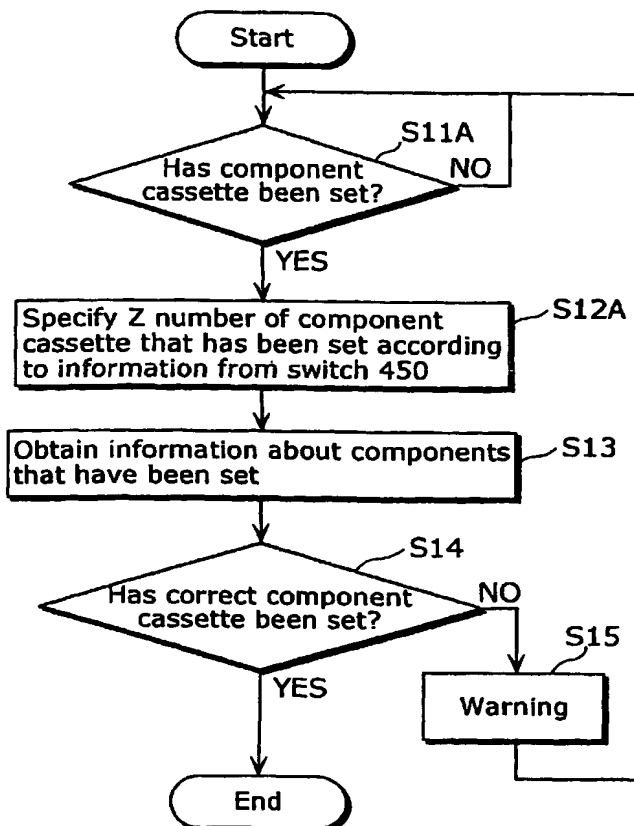 Start
S11A
Has component
cassette been set?
NO
YES
S12A
Specify Z number of component
cassette that has been set according
to information from switch 450
S13
Obtain information about components
that have been set
S14
Has correct component
cassette been set?
NO
YES
S15
Warning
End